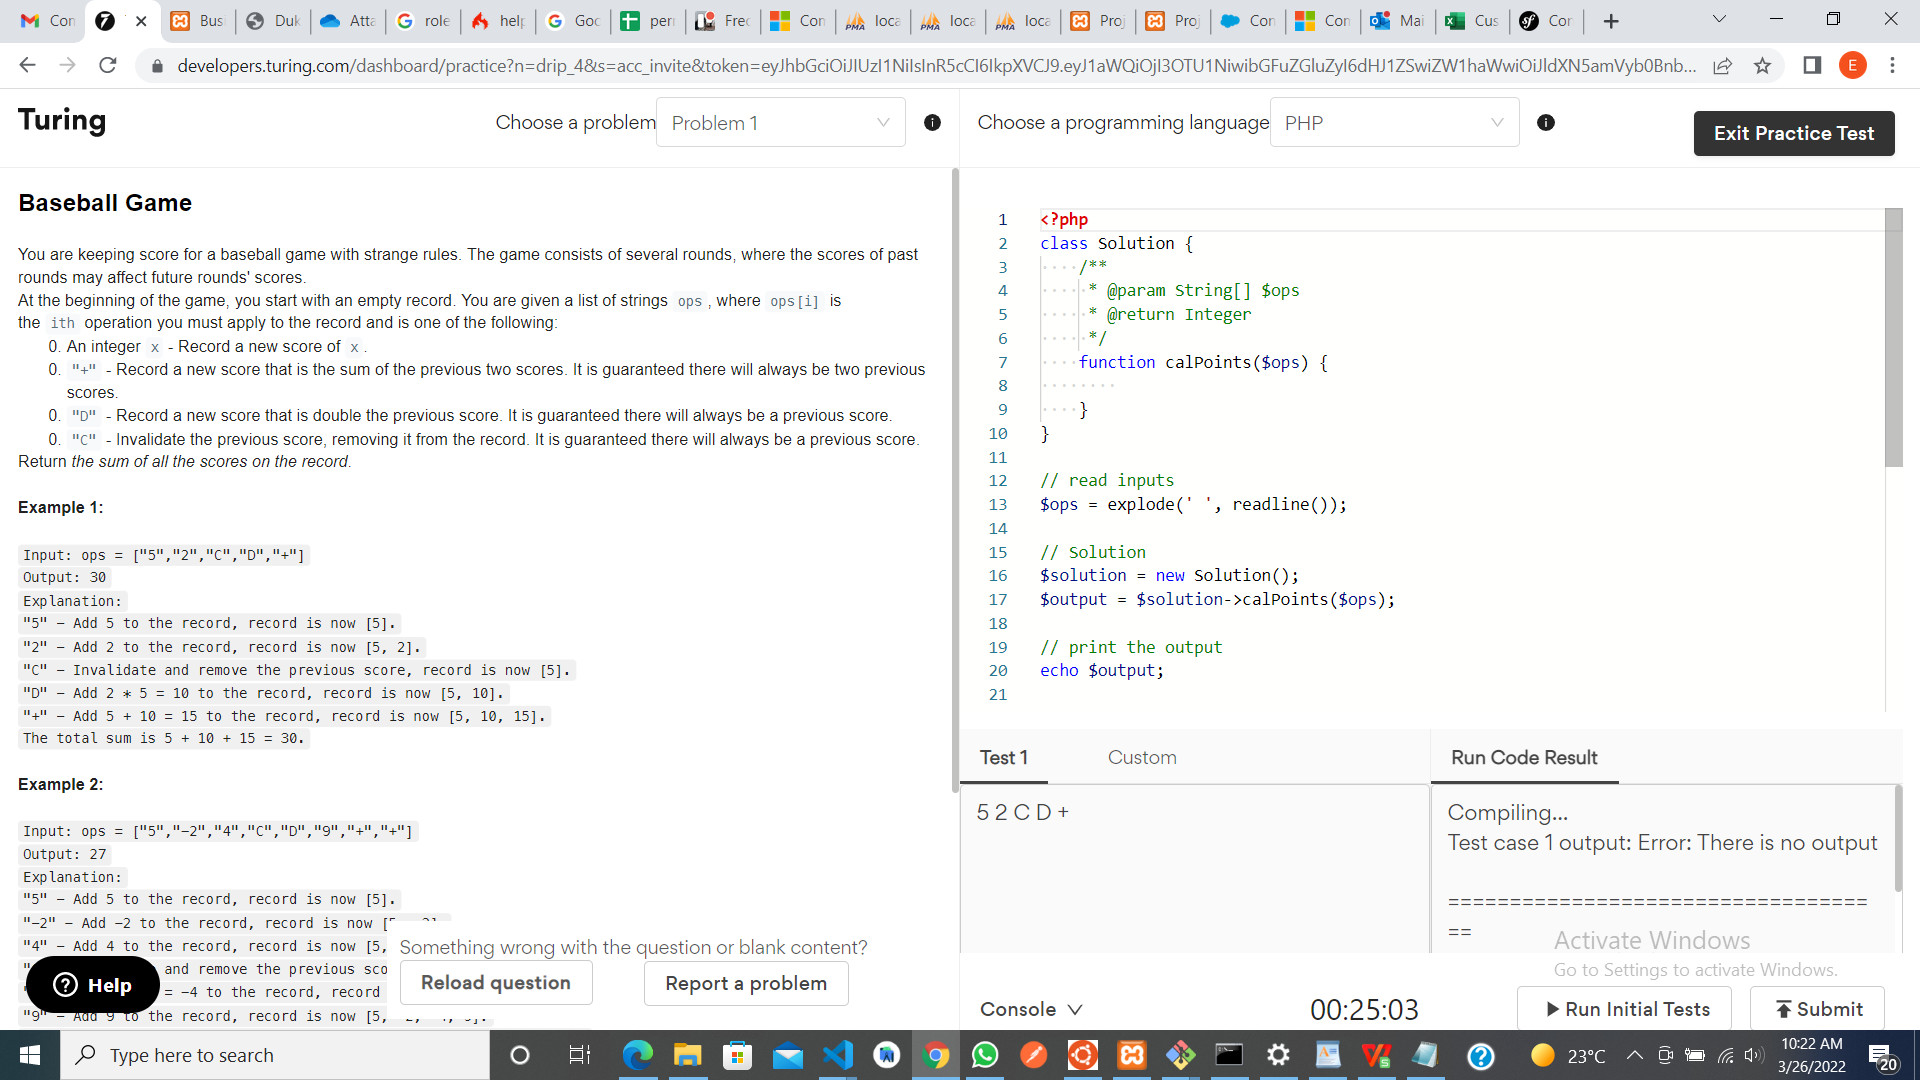 Con
Busi
Duk
Atta
role
help
Goo
perr
Free
Con
loca
loca
loca
Proj
Proj
Con
Con
Mai
Cus
Cor
developers.turing.com/dashboard/practice?n=drip_4&s=acc_invite&token=eyJhbGciOiJIUzI1NiIsInR5cCI6IkpXVCJ9.eyJ1aWQiOjI3OTU1NiwibGFuZGluZyI6dHJ1ZSwiZW1haWwiOiJldXN5amVyb0Bnb...
E
Turing
Choose a problem
Problem 1
Choose a programming language
PHP
Exit Practice Test
Baseball Game
You are keeping score for a baseball game with strange rules. The game consists of several rounds, where the scores of past
rounds may affect future rounds' scores.
At the beginning of the game, you start with an empty record. You are given a list of strings ops, where ops[i] is
the ith operation you must apply to the record and is one of the following:
0. An integer x - Record a new score of x.
0. "+" - Record a new score that is the sum of the previous two scores. It is guaranteed there will always be two previous
scores.
0. "D" - Record a new score that is double the previous score. It is guaranteed there will always be a previous score.
0. "C" - Invalidate the previous score, removing it from the record. It is guaranteed there will always be a previous score.
Return the sum of all the scores on the record.
Example 1:
Input: ops = ["5","2","C","D","+"]
Output: 30
Explanation:
"5" - Add 5 to the record, record is now [5].
"2" - Add 2 to the record, record is now [5, 2].
"C" - Invalidate and remove the previous score, record is now [5].
"D" - Add 2 * 5 = 10 to the record, record is now [5, 10].
"+" - Add 5 + 10 = 15 to the record, record is now [5, 10, 15].
The total sum is 5 + 10 + 15 = 30.
Example 2:
Input: ops = ["5","-2","4","C","D","9","+","+"]
Output: 27
Explanation:
"5" - Add 5 to the record, record is now [5].
"-2" - Add -2 to the record, record is now
"4" - Add 4 to the record, record is now [5,
and remove the previous sco
= -4 to the record, record
"9" - Add 9 to the record, record is now [5,
Something wrong with the question or blank content?
Reload question
Report a problem
Help
1 <?php
2 class Solution {
3 /**
4 * @param String[] $ops
5 * @return Integer
6 */
7 function calPoints($ops) {
8
9 }
10 }
11
12 // read inputs
13 $ops = explode(' ', readline());
14
15 // Solution
16 $solution = new Solution();
17 $output = $solution->calPoints($ops);
18
19 // print the output
20 echo $output;
21
Test 1
Custom
Run Code Result
5 2 C D +
Compiling...
Test case 1 output: Error: There is no output
==================================
==
Activate Windows
Go to Settings to activate Windows.
Console
00:25:03
Run Initial Tests
Submit
Type here to search
23°C
10:22 AM
3/26/2022
20